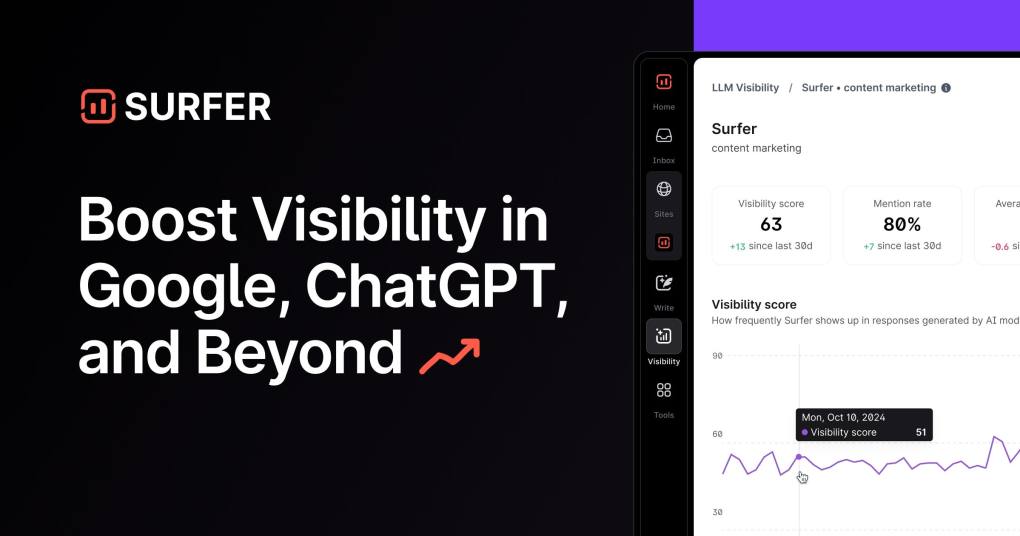 SURFER
Boost Visibility in
Google, ChatGPT,
and Beyond
Home
Inbox
Sites
Write
Visibility
Tools
LLM Visibility / Surfer • content marketing
Surfer
content marketing
Visibility score
63
+13 since last 30d
Mention rate
80%
+7 since last 30d
-0.6
Visibility score
How frequently Surfer shows up in responses generated by AI
90
60
30
Mon, Oct 10, 2024
Visibility score 51